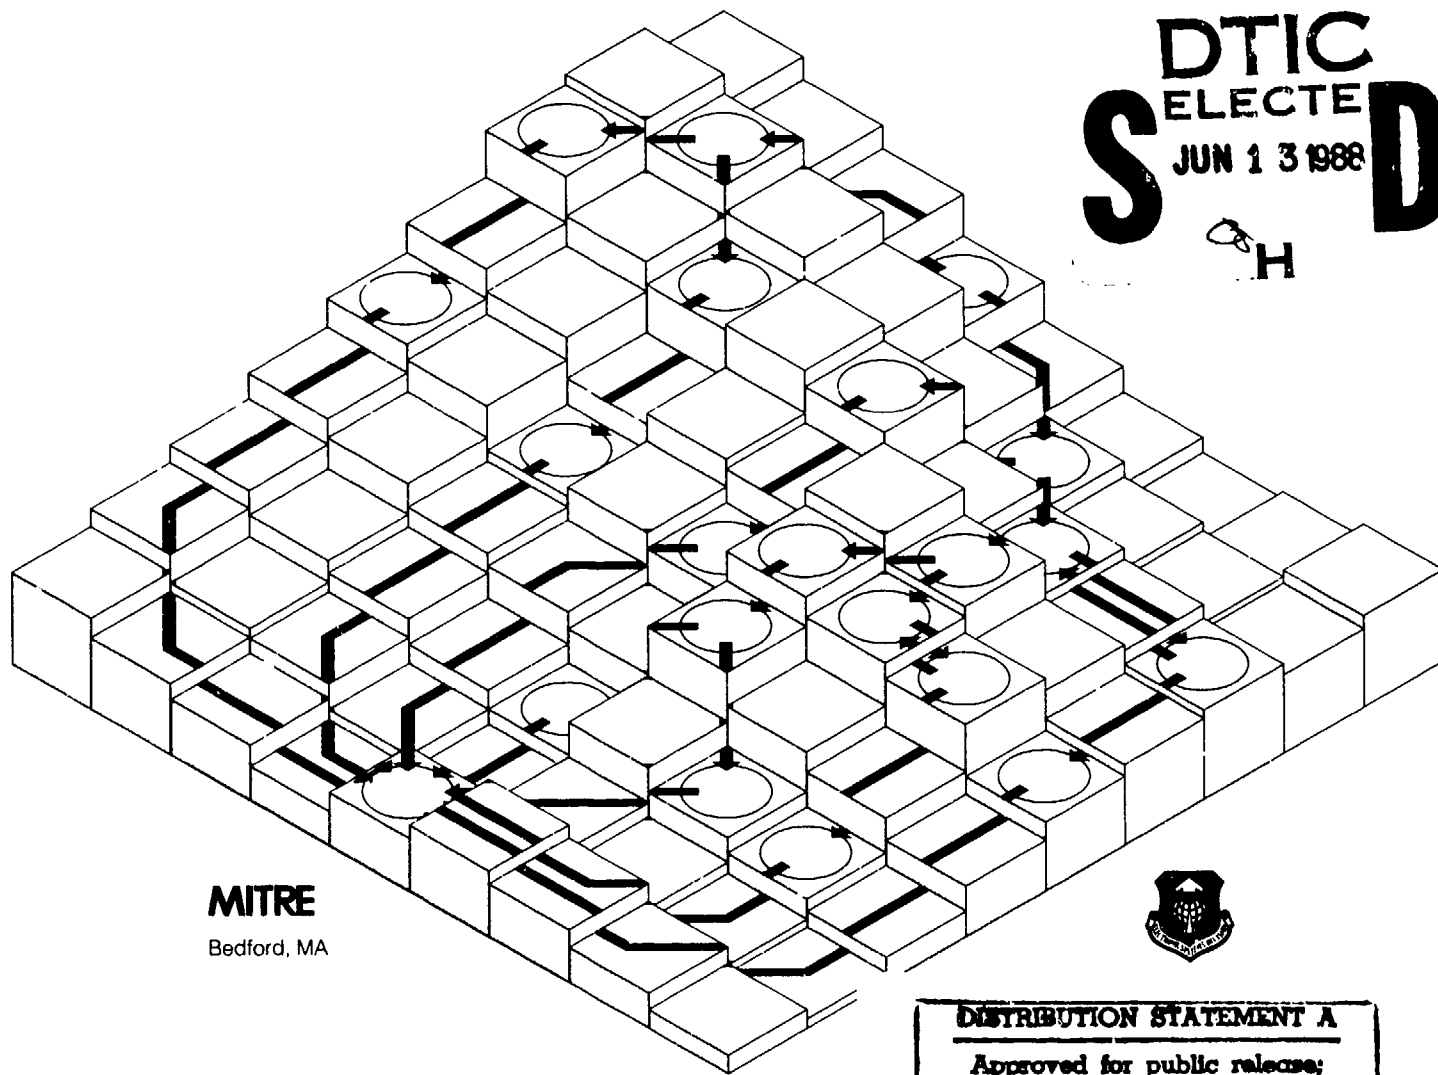 DTIC
ELECTE
S JUN 1 3 1988 D
H
MITRE
Bedford, MA
DISTRIBUTION STATEMENT A
Approved for public release;